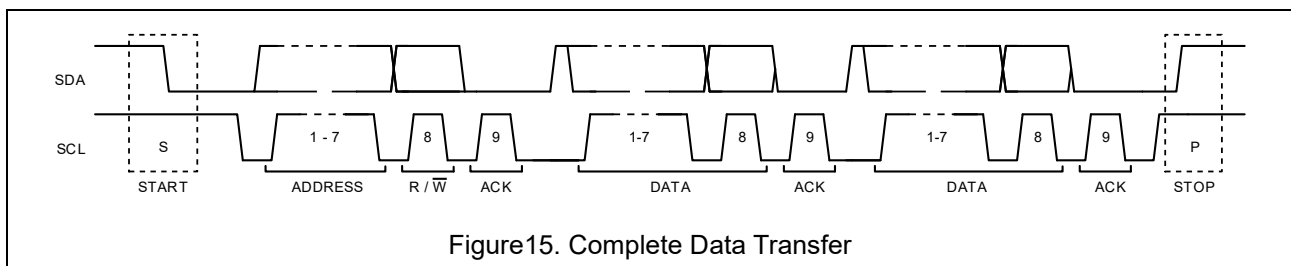 SDA
SCL
S
1 - 7
8
9
1-7
8
9
1-7
8
9
P
START
ADDRESS
R / W̅
ACK
DATA
ACK
DATA
ACK
STOP
Figure15. Complete Data Transfer